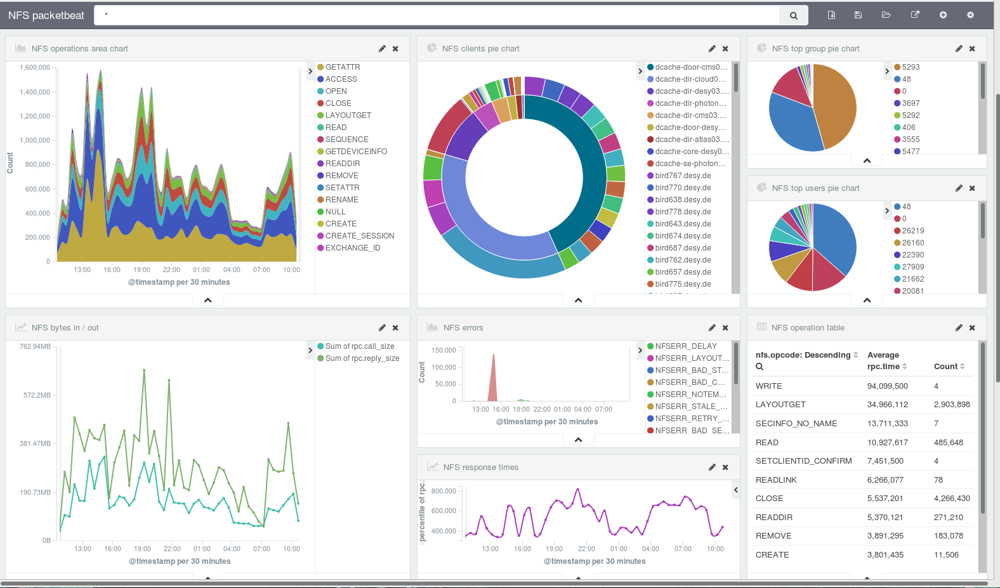 NFS packetbeat
*
NFS operations area chart
1,600,000
1,400,000
1,200,000
1,000,000
800,000
600,000
400,000
200,000
0
Count
13:00 16:00 19:00 22:00 01:00 04:00 07:00 10:00
@timestamp per 30 minutes
GETATTR
ACCESS
OPEN
CLOSE
LAYOUTGET
READ
SEQUENCE
GETDEVICEINFO
READDIR
REMOVE
SETATTR
RENAME
NULL
CREATE
CREATE_SESSION
EXCHANGE_ID
NFS clients pie chart
dcache-door-cms0...
dcache-dir-cloud0...
dcache-dir-desy03....
dcache-dir-photon...
dcache-dir-cms03....
dcache-door-desy...
dcache-dir-atlas03....
dcache-core-desy0...
dcache-se-photon...
bird767.desy.de
bird770.desy.de
bird638.desy.de
bird778.desy.de
bird643.desy.de
bird674.desy.de
bird687.desy.de
bird762.desy.de
bird657.desy.de
bird775.desy.de
NFS top group pie chart
5293
48
0
3697
5292
406
3555
5477
NFS top users pie chart
48
0
26219
26160
22390
27909
21662
20081
NFS bytes in / out
762.94MB
572.2MB
381.47MB
190.73MB
0B
13:00 16:00 19:00 22:00 01:00 04:00 07:00 10:00
@timestamp per 30 minutes
Sum of rpc.call_size
Sum of rpc.reply_size
NFS errors
150,000
100,000
50,000
0
Count
13:00 16:00 19:00 22:00 01:00 04:00 07:00
@timestamp per 30 minutes
NFSERR_DELAY
NFSERR_LAYOUT...
NFSERR_BAD_ST...
NFSERR_BAD_C...
NFSERR_NOTEM...
NFSERR_STALE_...
NFSERR_RETRY_...
NFSERR_BAD_SE...
NFS response times
800,000
600,000
400,000
percentile of rpc.
13:00 16:00 19:00 22:00 01:00 04:00 07:00 10:00
@timestamp per 30 minutes
NFS operation table
nfs.opcode: Descending Average rpc.time Count
WRITE 94,099,500 4
LAYOUTGET 34,966,112 2,903,898
SECINFO_NO_NAME 13,711,333 7
READ 10,927,617 485,648
SETCLIENTID_CONFIRM 7,451,500 4
READLINK 6,266,077 78
CLOSE 5,537,201 4,266,430
READDIR 5,370,121 271,210
REMOVE 3,891,295 183,078
CREATE 3,801,435 11,506